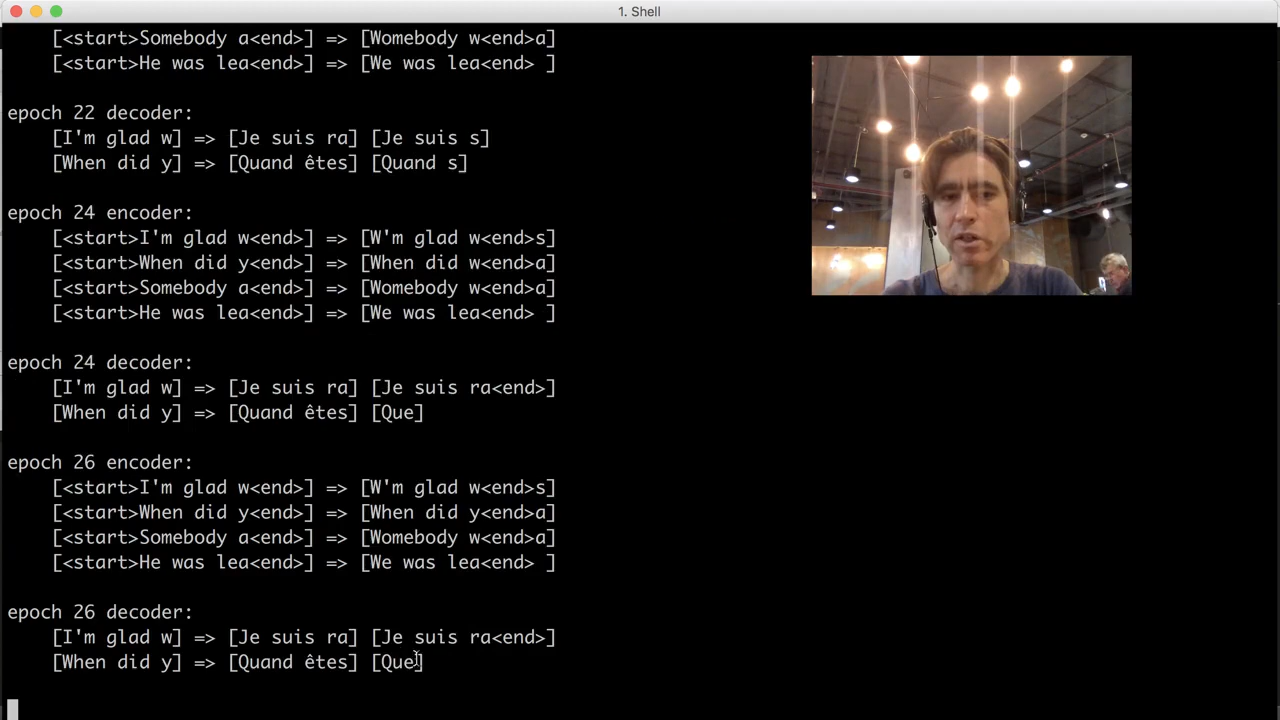 1. Shell
[<start>Somebody a<end>] => [Womebody w<end>a]
[<start>He was lea<end>] => [We was lea<end> ]
epoch 22 decoder:
[I'm glad w] => [Je suis ra] [Je suis s]
[When did y] => [Quand êtes] [Quand s]
epoch 24 encoder:
[<start>I'm glad w<end>] => [W'm glad w<end>s]
[<start>When did y<end>] => [When did w<end>a]
[<start>Somebody a<end>] => [Womebody w<end>a]
[<start>He was lea<end>] => [We was lea<end> ]
epoch 24 decoder:
[I'm glad w] => [Je suis ra] [Je suis ra<end>]
[When did y] => [Quand êtes] [Que]
epoch 26 encoder:
[<start>I'm glad w<end>] => [W'm glad w<end>s]
[<start>When did y<end>] => [When did y<end>a]
[<start>Somebody a<end>] => [Womebody w<end>a]
[<start>He was lea<end>] => [We was lea<end> ]
epoch 26 decoder:
[I'm glad w] => [Je suis ra] [Je suis ra<end>]
[When did y] => [Quand êtes] [Que]